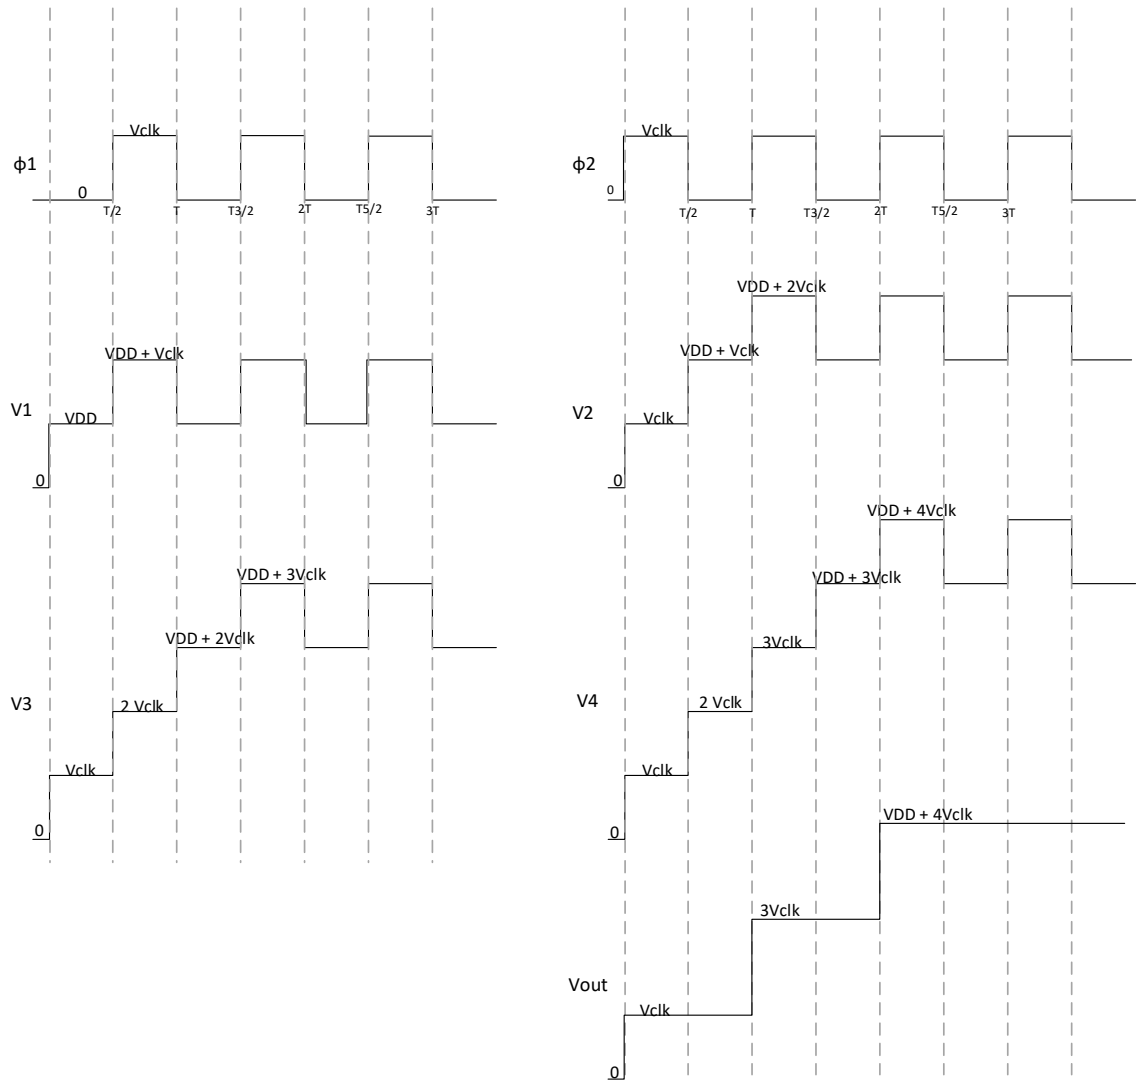 Vclk
ϕ1
0
T/2
T
T3/2
2T
T5/2
3T
VDD + Vclk
V1
VDD
0
VDD + 3Vclk
VDD + 2Vclk
V3
2 Vclk
Vclk
0
Vclk
ϕ2
0
T/2
T
T3/2
2T
T5/2
3T
VDD + 2Vclk
VDD + Vclk
V2
Vclk
0
VDD + 4Vclk
VDD + 3Vclk
3Vclk
V4
2 Vclk
Vclk
0
VDD + 4Vclk
3Vclk
Vout
Vclk
0